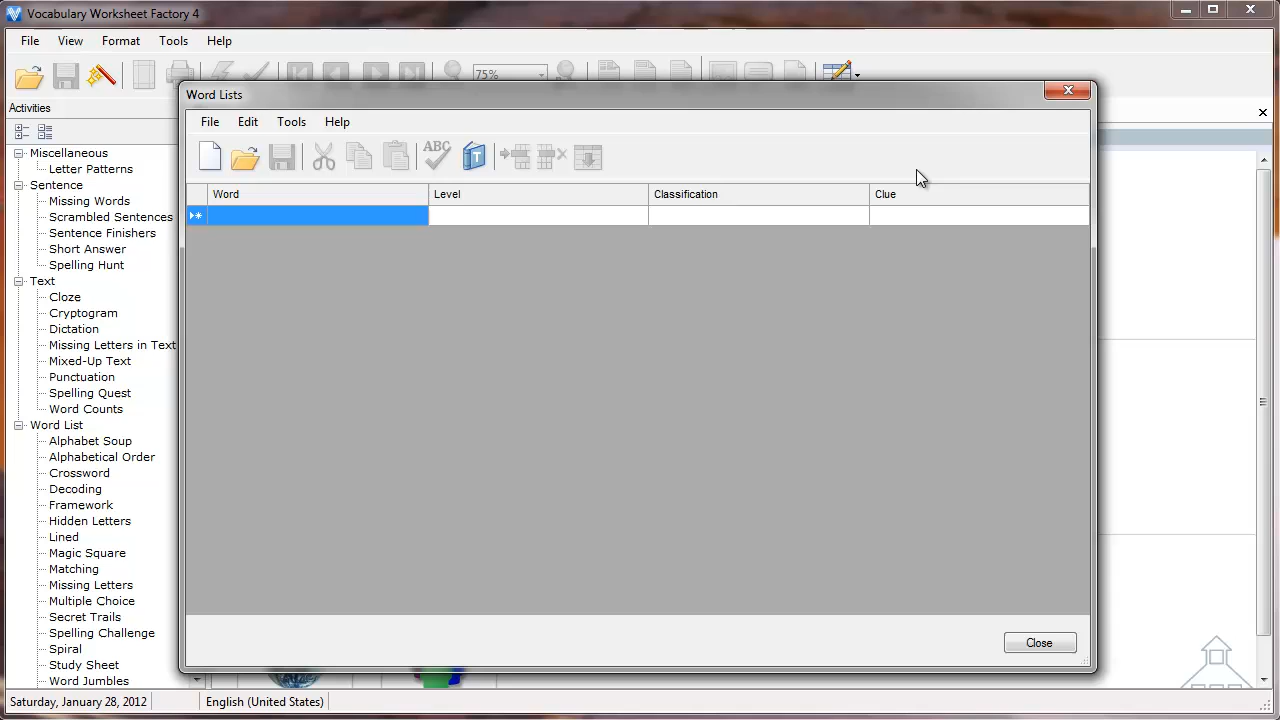 Vocabulary Worksheet Factory 4
File View Format Tools Help
75%
Activities
Miscellaneous
Letter Patterns
Sentence
Missing Words
Scrambled Sentences
Sentence Finishers
Short Answer
Spelling Hunt
Text
Cloze
Cryptogram
Dictation
Missing Letters in Text
Mixed-Up Text
Punctuation
Spelling Quest
Word Counts
Word List
Alphabet Soup
Alphabetical Order
Crossword
Decoding
Framework
Hidden Letters
Lined
Magic Square
Matching
Missing Letters
Multiple Choice
Secret Trails
Spelling Challenge
Spiral
Study Sheet
Word Jumbles
Word Lists
File Edit Tools Help
ABC
T
Word Level Classification Clue
Close
Saturday, January 28, 2012 English (United States)